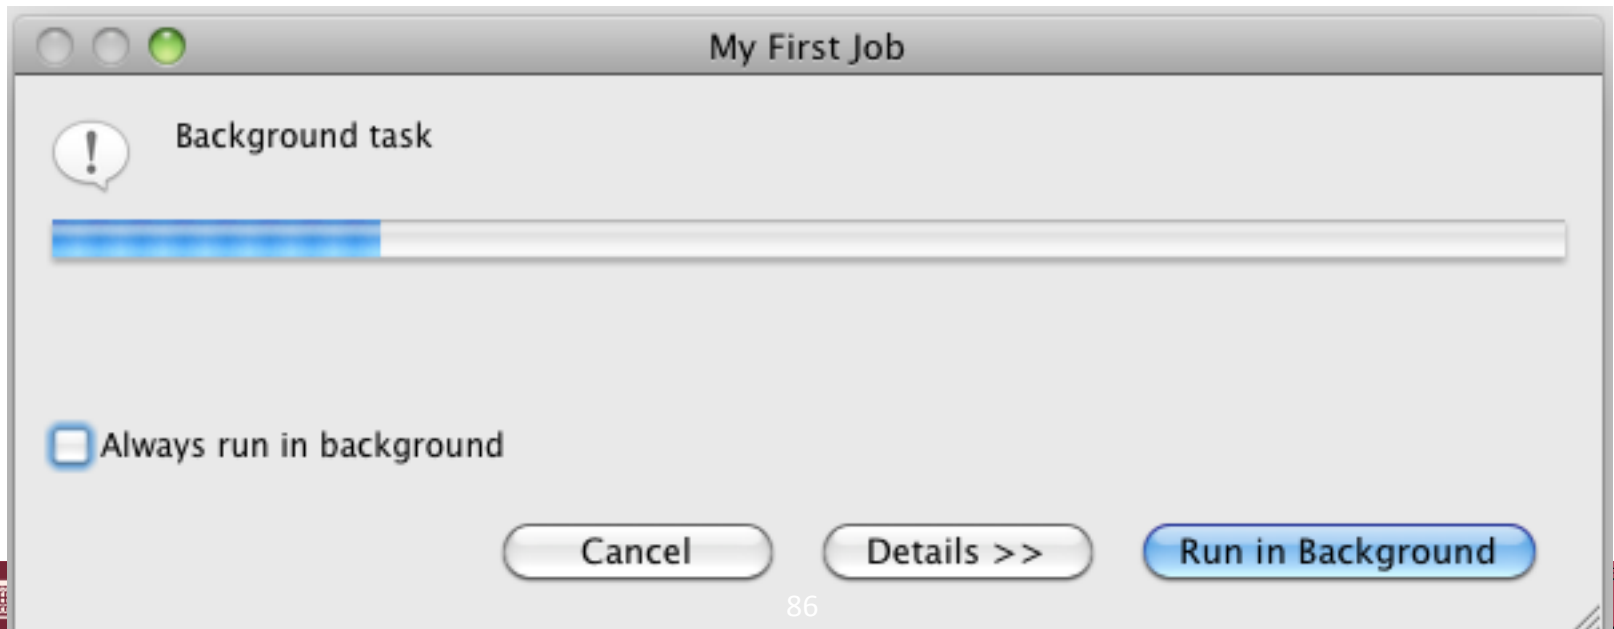 My First Job
Background task
Always run in background
Cancel Details >> Run in Background
86